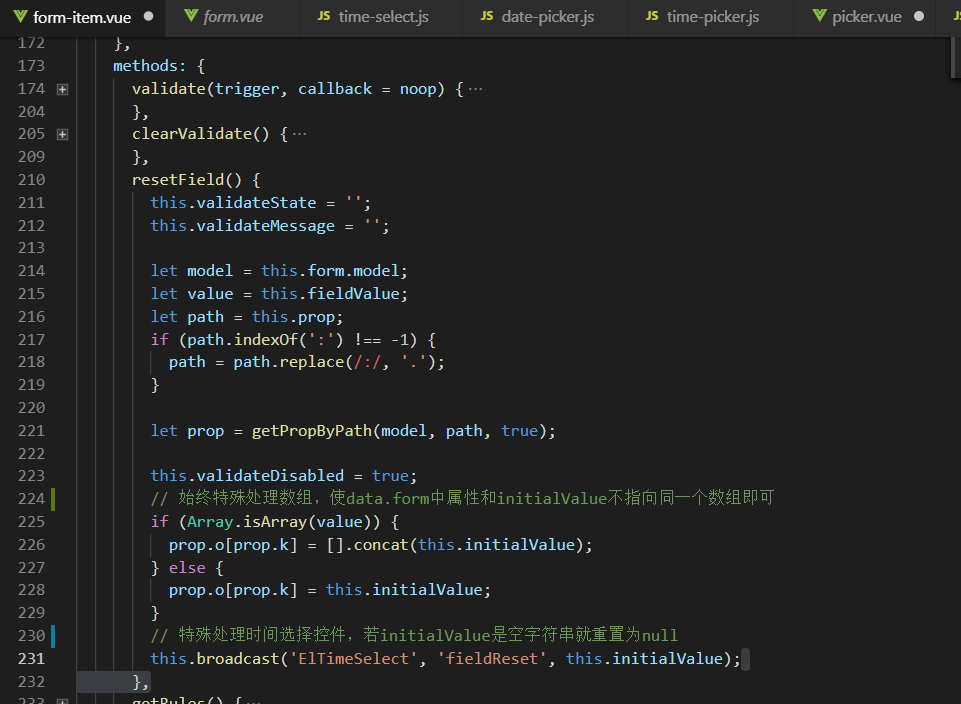 form-item.vue form.vue JS time-select.js JS date-picker.js JS time-picker.js picker.vue
172 },
173 methods: {
174 validate(trigger, callback = noop) {···
204 },
205 clearValidate() {···
209 },
210 resetField() {
211 this.validateState = '';
212 this.validateMessage = '';
213
214 let model = this.form.model;
215 let value = this.fieldValue;
216 let path = this.prop;
217 if (path.indexOf(':') !== -1) {
218 path = path.replace(/:/, '.');
219 }
220
221 let prop = getPropByPath(model, path, true);
222
223 this.validateDisabled = true;
224 // 始终特殊处理数组，使data.form中属性和initialValue不指向同一个数组即可
225 if (Array.isArray(value)) {
226 prop.o[prop.k] = [].concat(this.initialValue);
227 } else {
228 prop.o[prop.k] = this.initialValue;
229 }
230 // 特殊处理时间选择控件，若initialValue是空字符串就重置为null
231 this.broadcast('ElTimeSelect', 'fieldReset', this.initialValue);
232 },
233 getRules() {···